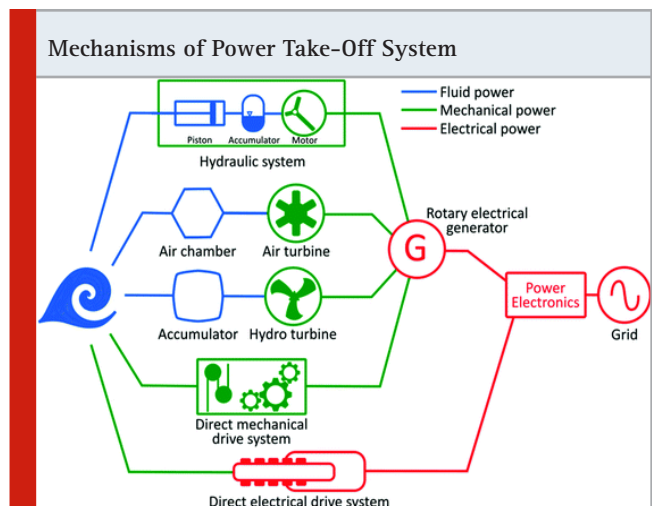 Mechanisms of Power Take-Off System
Fluid power
Mechanical power
Electrical power
Piston
Accumulator
Motor
Hydraulic system
Rotary electrical
generator
Air chamber
Air turbine
G
Power
Electronics
Accumulator
Hydro turbine
Grid
Direct mechanical
drive system
Direct electrical drive system